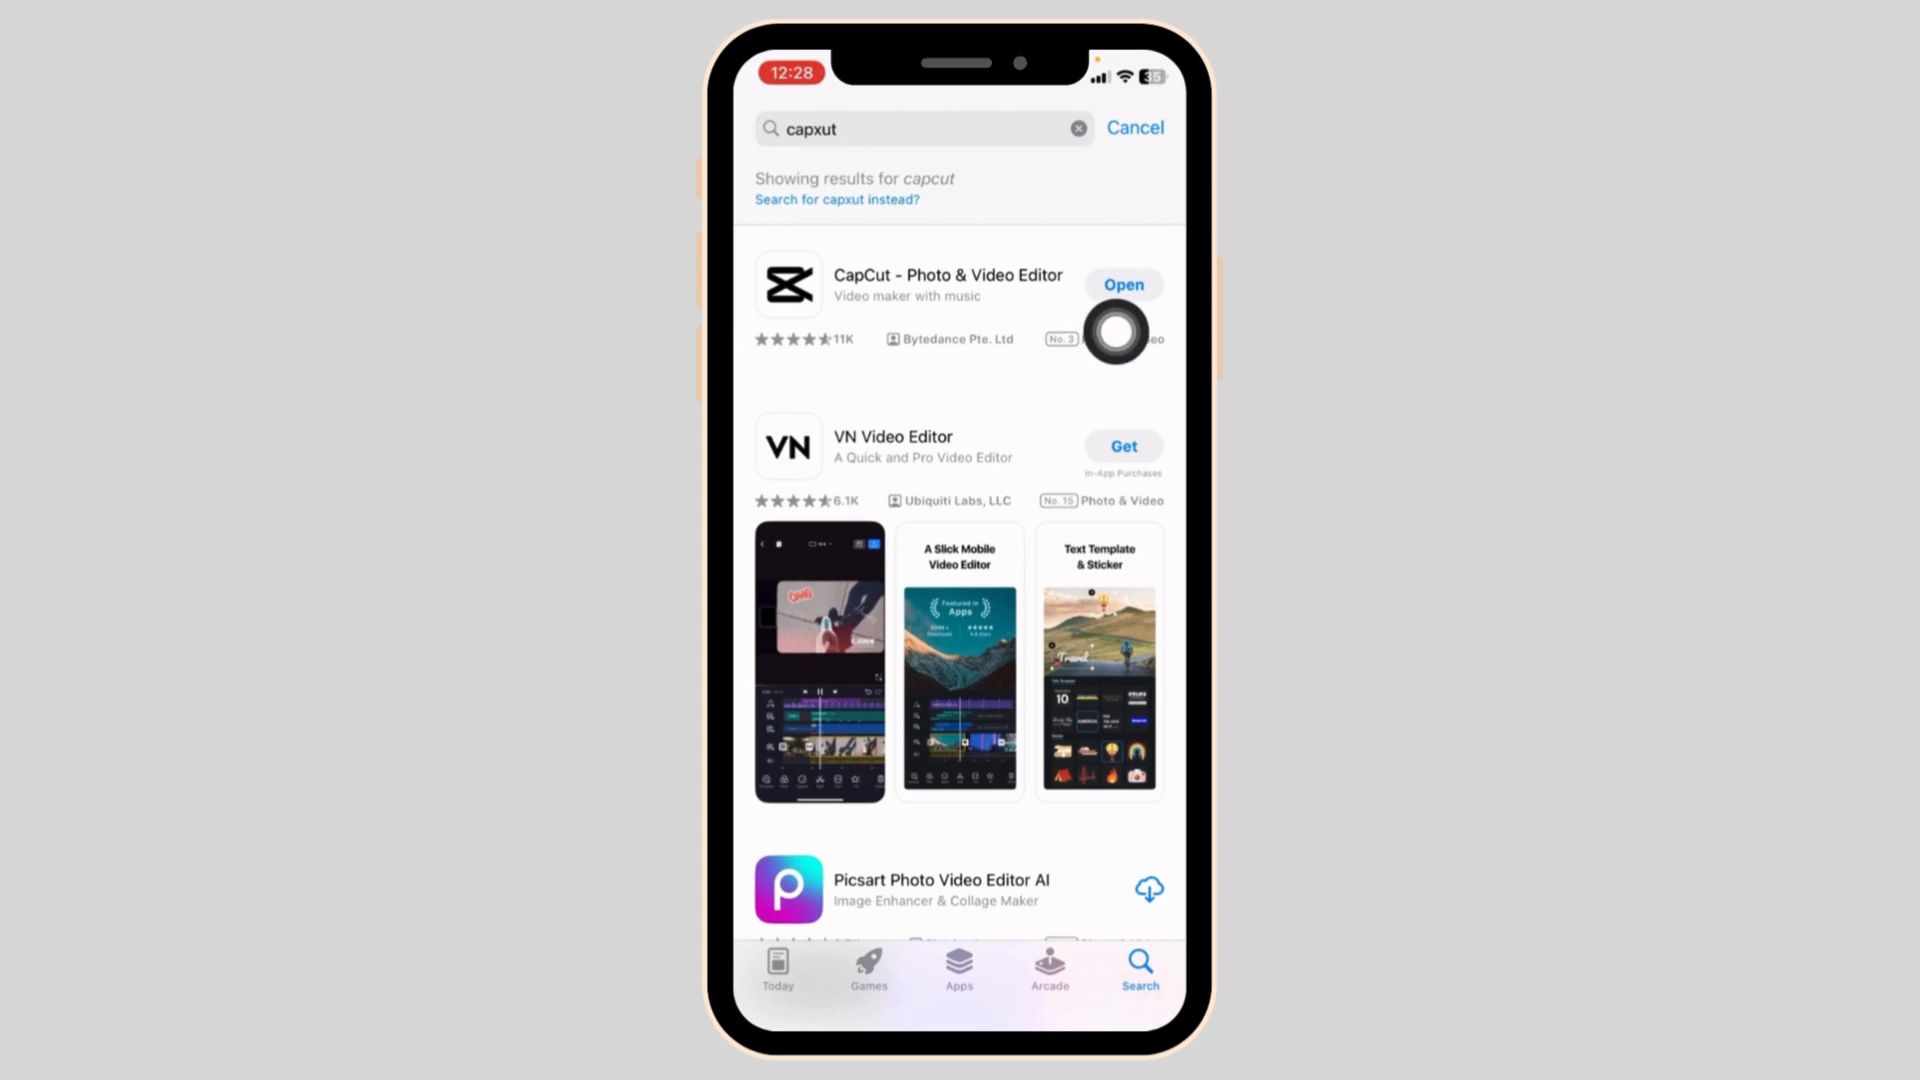 12:28
35
capxut
Cancel
Showing results for capcut
Search for capxut instead?
CapCut - Photo & Video Editor
Video maker with music
Open
11K
Bytedance Pte. Ltd
No. 3
eo
VN
VN Video Editor
A Quick and Pro Video Editor
Get
In-App Purchases
6.1K
Ubiquiti Labs, LLC
No. 15 Photo & Video
OMG
A Slick Mobile
Video Editor
Featured in
Apps
Text Template
& Sticker
Travel
10
Picsart Photo Video Editor AI
Image Enhancer & Collage Maker
Today
Games
Apps
Arcade
Search